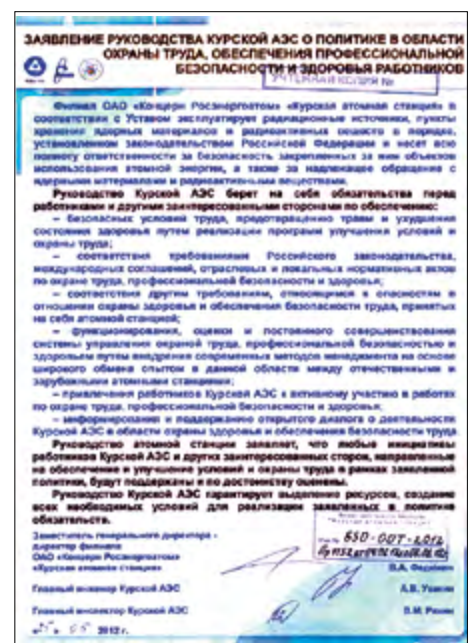 ЗАЯВЛЕНИЕ РУКОВОДСТВА КУРСКОЙ АЭС О ПОЛИТИКЕ В ОБЛАСТИ
ОХРАНЫ ТРУДА, ОБЕСПЕЧЕНИЯ ПРОФЕССИОНАЛЬНОЙ
БЕЗОПАСНОСТИ И ЗДОРОВЬЯ РАБОТНИКОВ
УЧТЕННАЯ КОПИЯ №
Филиал ОАО «Концерн Росэнергоатом» «Курская атомная станция» в
соответствии с Уставом эксплуатирует радиационные источники, пункты
хранения ядерных материалов и радиоактивных веществ в порядке,
установленном законодательством Российской Федерации и несет всю
полноту ответственности за безопасность закрепленных за ним объектов
использования атомной энергии, а также за надлежащее обращение с
ядерными материалами и радиоактивными веществами.
Руководство Курской АЭС берет на себя обязательства перед
работниками и другими заинтересованными сторонами по обеспечению:
– безопасных условий труда, предотвращению травм и ухудшения
состояния здоровья путем реализации программ улучшения условий и
охраны труда;
– соответствия требованиям Российского законодательства,
международных соглашений, отраслевых и локальных нормативных актов
по охране труда, профессиональной безопасности и здоровья;
– соответствия другим требованиям, относящимся к опасностям в
отношении охраны здоровья и обеспечения безопасности труда, принятых
на себя атомной станцией;
– функционирования, оценки и постоянного совершенствования
системы управления охраной труда, профессиональной безопасностью и
здоровьем путем внедрения современных методов менеджмента на основе
широкого обмена опытом в данной области между отечественными и
зарубежными атомными станциями;
– привлечения работников Курской АЭС к активному участию в работах
по охране труда, профессиональной безопасности и здоровья;
– информированию и поддержанию открытого диалога о деятельности
Курской АЭС в области охраны здоровья и обеспечения безопасности труда
Руководство атомной станции заявляет, что любые инициативы
работников Курской АЭС и других заинтересованных сторон, направленные
на обеспечение и улучшение условий и охраны труда в рамках заявленной
политики, будут поддержаны и по достоинству оценены.
Руководство Курской АЭС гарантирует выделение ресурсов, создание
всех необходимых условий для реализации заявленных в политике
обязательств.
Заместитель генерального директора -
директор филиала
ОАО «Концерн Росэнергоатом»
«Курская атомная станция»
Главный инженер Курской АЭС
А.В. Увакин
Главный инспектор Курской АЭС
2012 г.